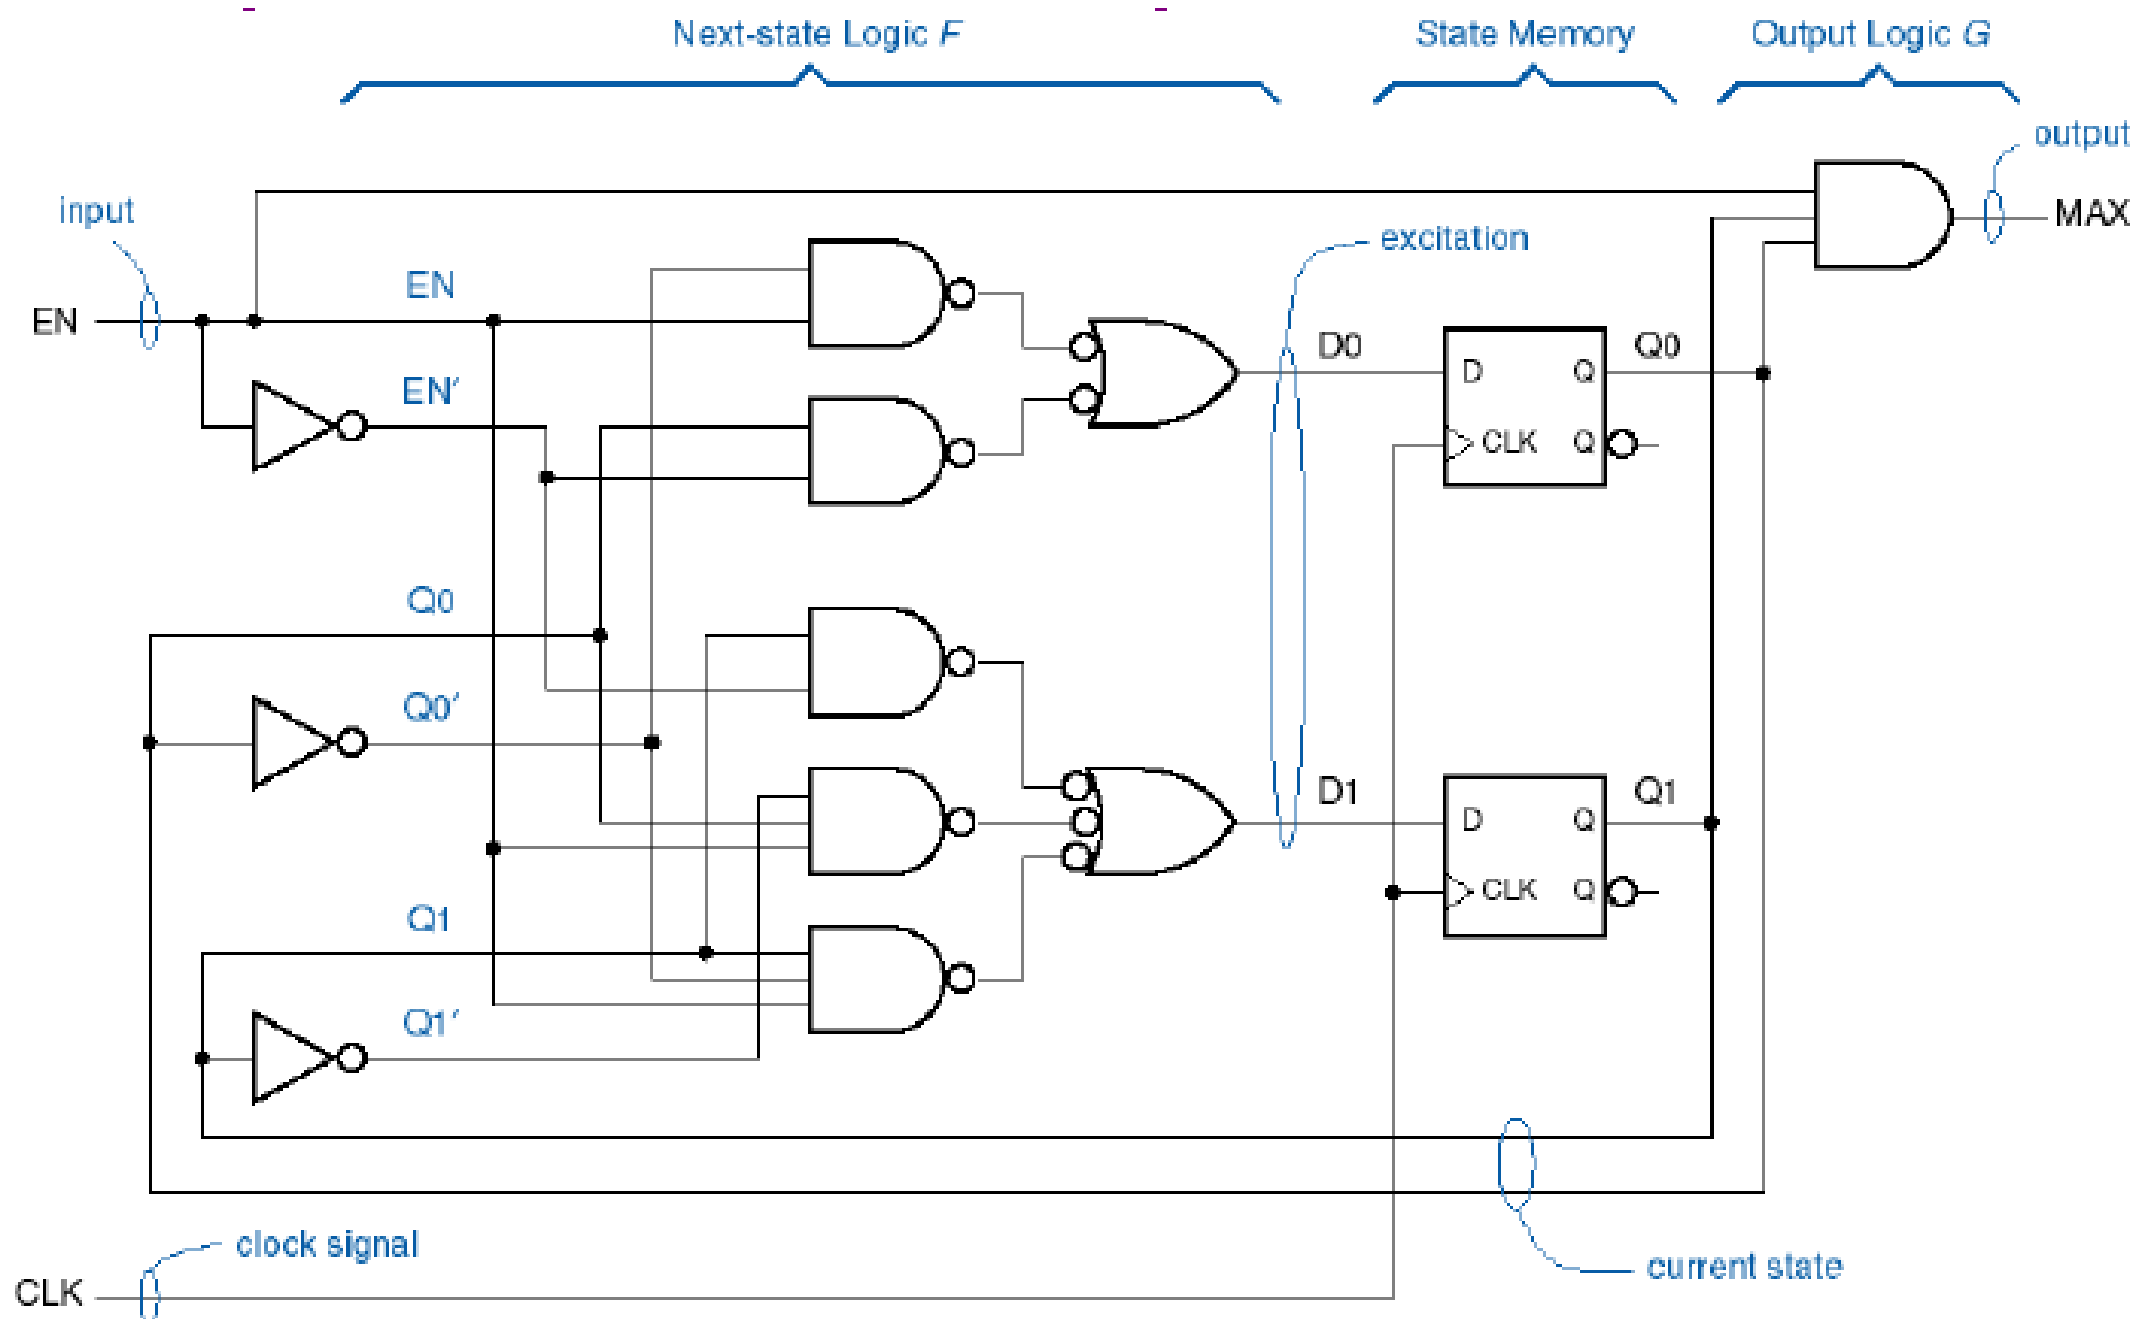 Next-state Logic F
State Memory
Output Logic G
output
input
MAX
excitation
EN
EN
D0
Q0
EN′
D
Q
CLK
Q
Q0
Q0′
D1
Q1
D
Q
CLK
Q
Q1
Q1′
clock signal
current state
CLK